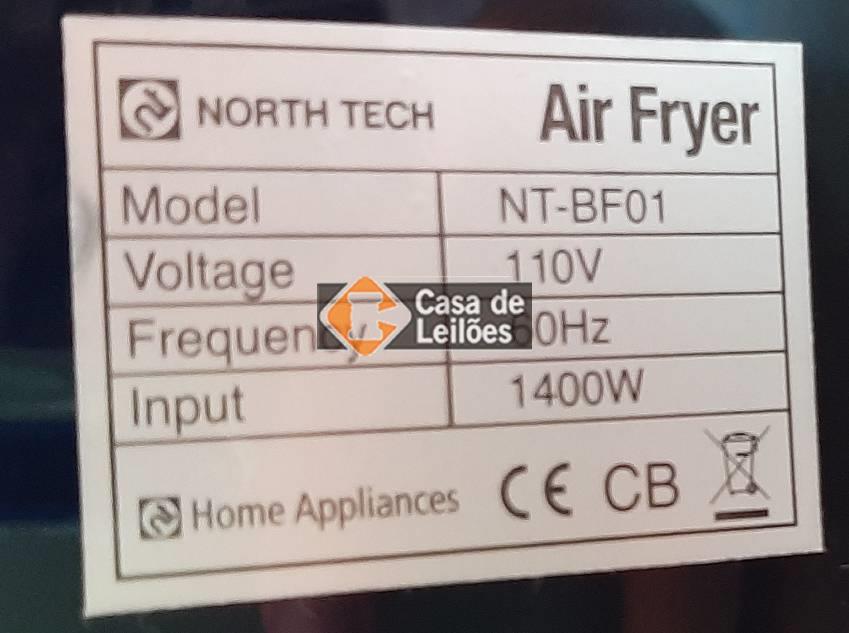 NORTH TECH Air Fryer
Model NT-BF01
Voltage 110V
Casa de
Leilões
Frequency 60Hz
Input 1400W
Home Appliances CE CB